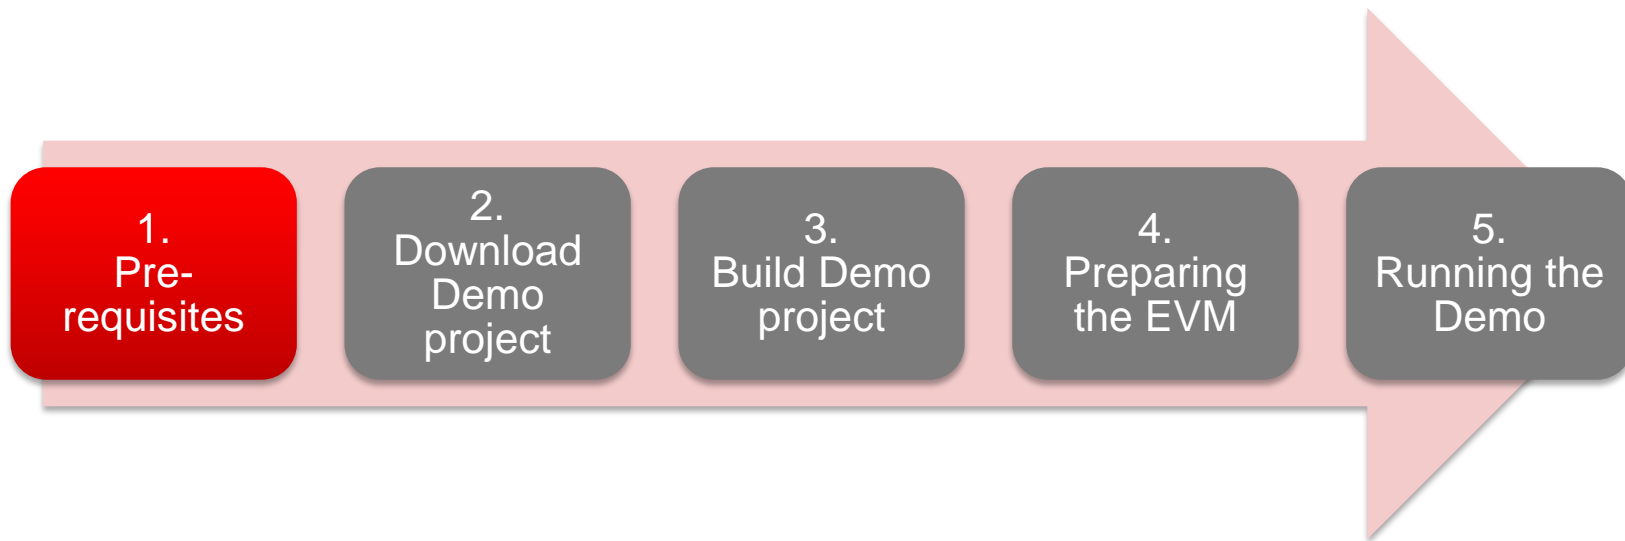 1.
Pre-
requisites
2.
Download
Demo
project
3.
Build Demo
project
4.
Preparing
the EVM
5.
Running the
Demo